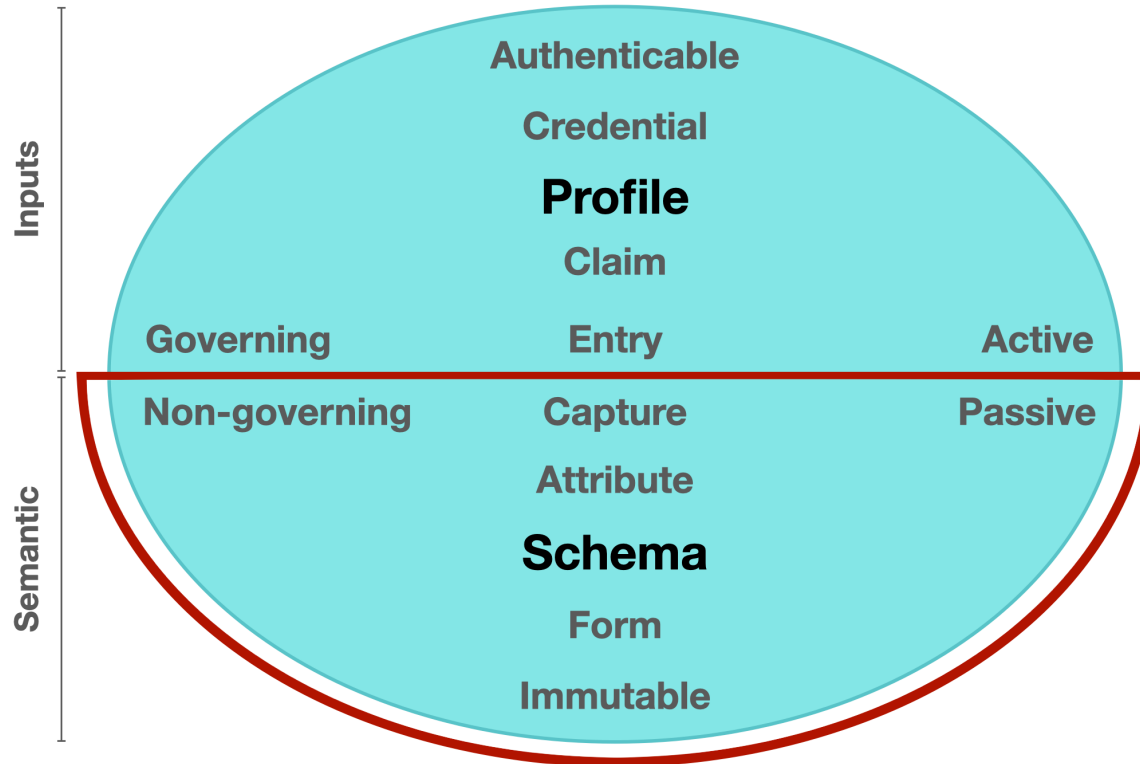 Authenticable
Credential
Profile
Claim
Governing Entry Active
Non-governing Capture Passive
Attribute
Schema
Form
Immutable
Inputs
Semantic